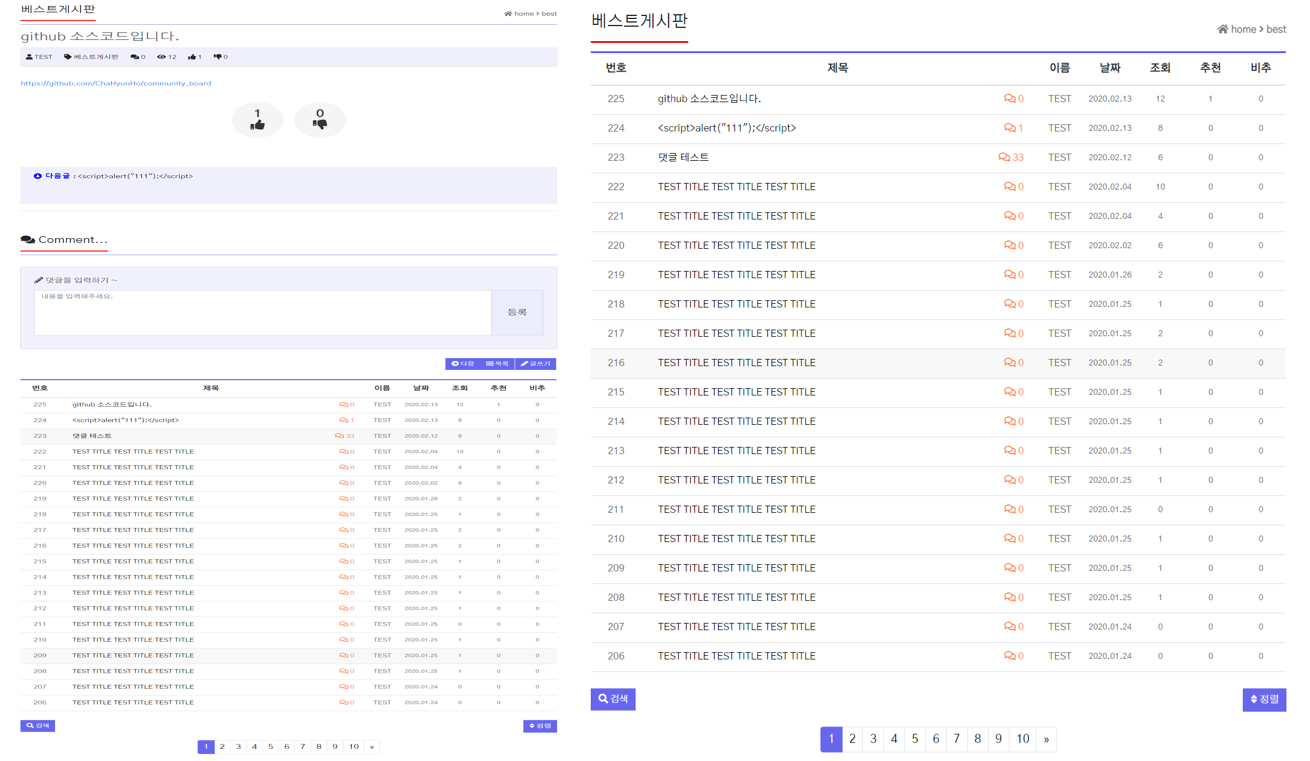 베스트게시판
home > best
github 소스코드입니다.
TEST 베스트게시판 0 12 1 0
https://github.com/ChaHyunHo/community_board
1 0
다음글 : <script>alert("111");</script>
Comment...
댓글을 입력하기 ~
내용을 입력해주세요.
등록
다음 목록 글쓰기
번호 제목 이름 날짜 조회 추천 비추
225 github 소스코드입니다. 0 TEST 2020.02.13 12 1 0
224 <script>alert("111");</script> 1 TEST 2020.02.13 8 0 0
223 댓글 테스트 33 TEST 2020.02.12 6 0 0
222 TEST TITLE TEST TITLE TEST TITLE 0 TEST 2020.02.04 10 0 0
221 TEST TITLE TEST TITLE TEST TITLE 0 TEST 2020.02.04 4 0 0
220 TEST TITLE TEST TITLE TEST TITLE 0 TEST 2020.02.02 6 0 0
219 TEST TITLE TEST TITLE TEST TITLE 0 TEST 2020.01.26 2 0 0
218 TEST TITLE TEST TITLE TEST TITLE 0 TEST 2020.01.25 1 0 0
217 TEST TITLE TEST TITLE TEST TITLE 0 TEST 2020.01.25 2 0 0
216 TEST TITLE TEST TITLE TEST TITLE 0 TEST 2020.01.25 2 0 0
215 TEST TITLE TEST TITLE TEST TITLE 0 TEST 2020.01.25 1 0 0
214 TEST TITLE TEST TITLE TEST TITLE 0 TEST 2020.01.25 1 0 0
213 TEST TITLE TEST TITLE TEST TITLE 0 TEST 2020.01.25 1 0 0
212 TEST TITLE TEST TITLE TEST TITLE 0 TEST 2020.01.25 1 0 0
211 TEST TITLE TEST TITLE TEST TITLE 0 TEST 2020.01.25 0 0 0
210 TEST TITLE TEST TITLE TEST TITLE 0 TEST 2020.01.25 1 0 0
209 TEST TITLE TEST TITLE TEST TITLE 0 TEST 2020.01.25 1 0 0
208 TEST TITLE TEST TITLE TEST TITLE 0 TEST 2020.01.25 1 0 0
207 TEST TITLE TEST TITLE TEST TITLE 0 TEST 2020.01.24 0 0 0
206 TEST TITLE TEST TITLE TEST TITLE 0 TEST 2020.01.24 0 0 0
검색 정렬
1 2 3 4 5 6 7 8 9 10 »
베스트게시판
home > best
번호 제목 이름 날짜 조회 추천 비추
225 github 소스코드입니다. 0 TEST 2020.02.13 12 1 0
224 <script>alert("111");</script> 1 TEST 2020.02.13 8 0 0
223 댓글 테스트 33 TEST 2020.02.12 6 0 0
222 TEST TITLE TEST TITLE TEST TITLE 0 TEST 2020.02.04 10 0 0
221 TEST TITLE TEST TITLE TEST TITLE 0 TEST 2020.02.04 4 0 0
220 TEST TITLE TEST TITLE TEST TITLE 0 TEST 2020.02.02 6 0 0
219 TEST TITLE TEST TITLE TEST TITLE 0 TEST 2020.01.26 2 0 0
218 TEST TITLE TEST TITLE TEST TITLE 0 TEST 2020.01.25 1 0 0
217 TEST TITLE TEST TITLE TEST TITLE 0 TEST 2020.01.25 2 0 0
216 TEST TITLE TEST TITLE TEST TITLE 0 TEST 2020.01.25 2 0 0
215 TEST TITLE TEST TITLE TEST TITLE 0 TEST 2020.01.25 1 0 0
214 TEST TITLE TEST TITLE TEST TITLE 0 TEST 2020.01.25 1 0 0
213 TEST TITLE TEST TITLE TEST TITLE 0 TEST 2020.01.25 1 0 0
212 TEST TITLE TEST TITLE TEST TITLE 0 TEST 2020.01.25 1 0 0
211 TEST TITLE TEST TITLE TEST TITLE 0 TEST 2020.01.25 0 0 0
210 TEST TITLE TEST TITLE TEST TITLE 0 TEST 2020.01.25 1 0 0
209 TEST TITLE TEST TITLE TEST TITLE 0 TEST 2020.01.25 1 0 0
208 TEST TITLE TEST TITLE TEST TITLE 0 TEST 2020.01.25 1 0 0
207 TEST TITLE TEST TITLE TEST TITLE 0 TEST 2020.01.24 0 0 0
206 TEST TITLE TEST TITLE TEST TITLE 0 TEST 2020.01.24 0 0 0
검색 정렬
1 2 3 4 5 6 7 8 9 10 »